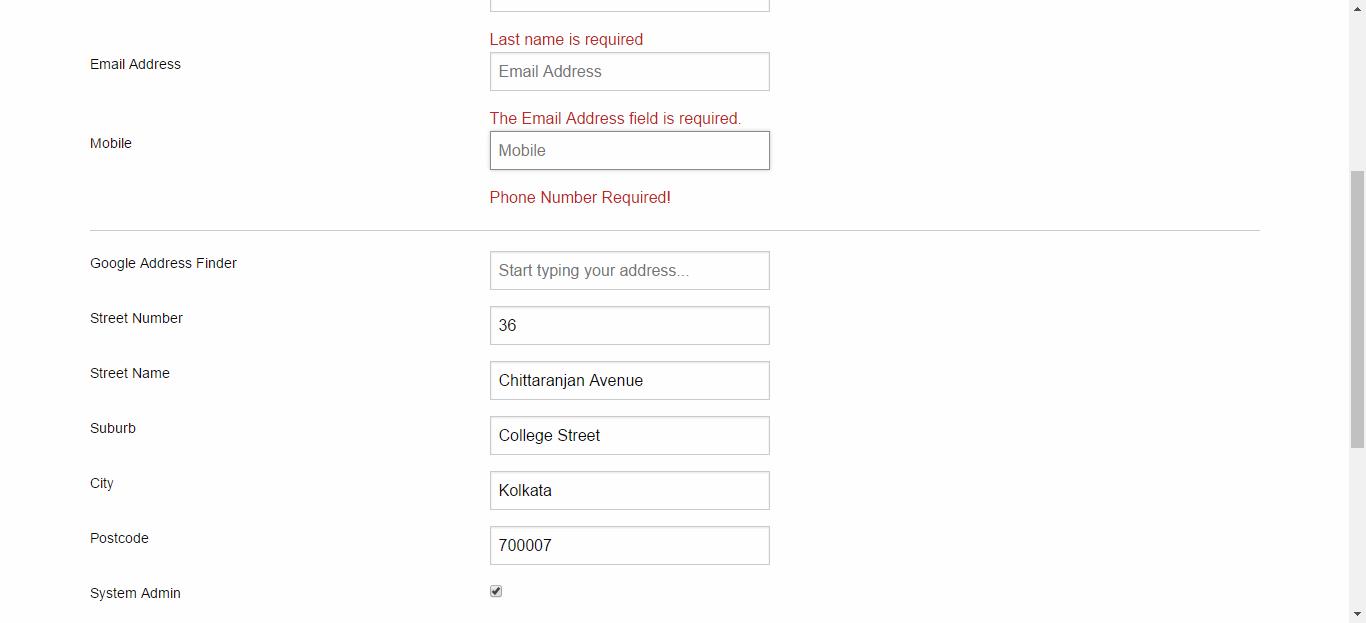 Last name is required
Email Address
Email Address
The Email Address field is required.
Mobile
Mobile
Phone Number Required!
Google Address Finder
Start typing your address...
Street Number
36
Street Name
Chittaranjan Avenue
Suburb
College Street
City
Kolkata
Postcode
700007
System Admin